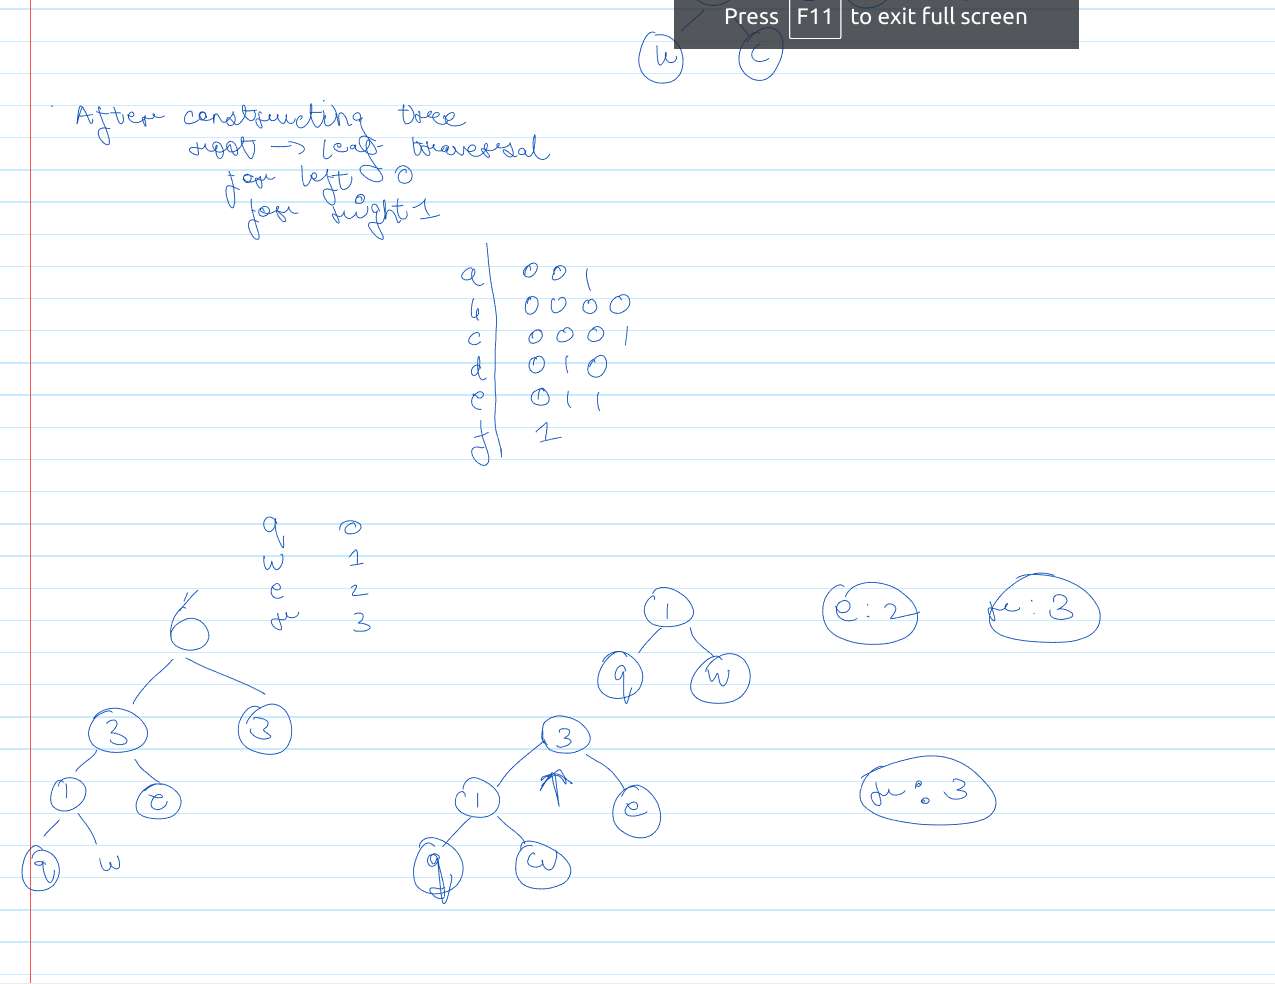 Press F11 to exit full screen
b c
After constructing tree
root → leaf traversal
for left 0
for right 1
a 0 0 1
b 0 0 0 0
c 0 0 0 1
d 0 1 0
e 0 1 1
f 1
q 0
w 1
e 2
r 3
6
3 3
1 e
q w
1 e:2 r:3
q w
3
1 e r:3
q w